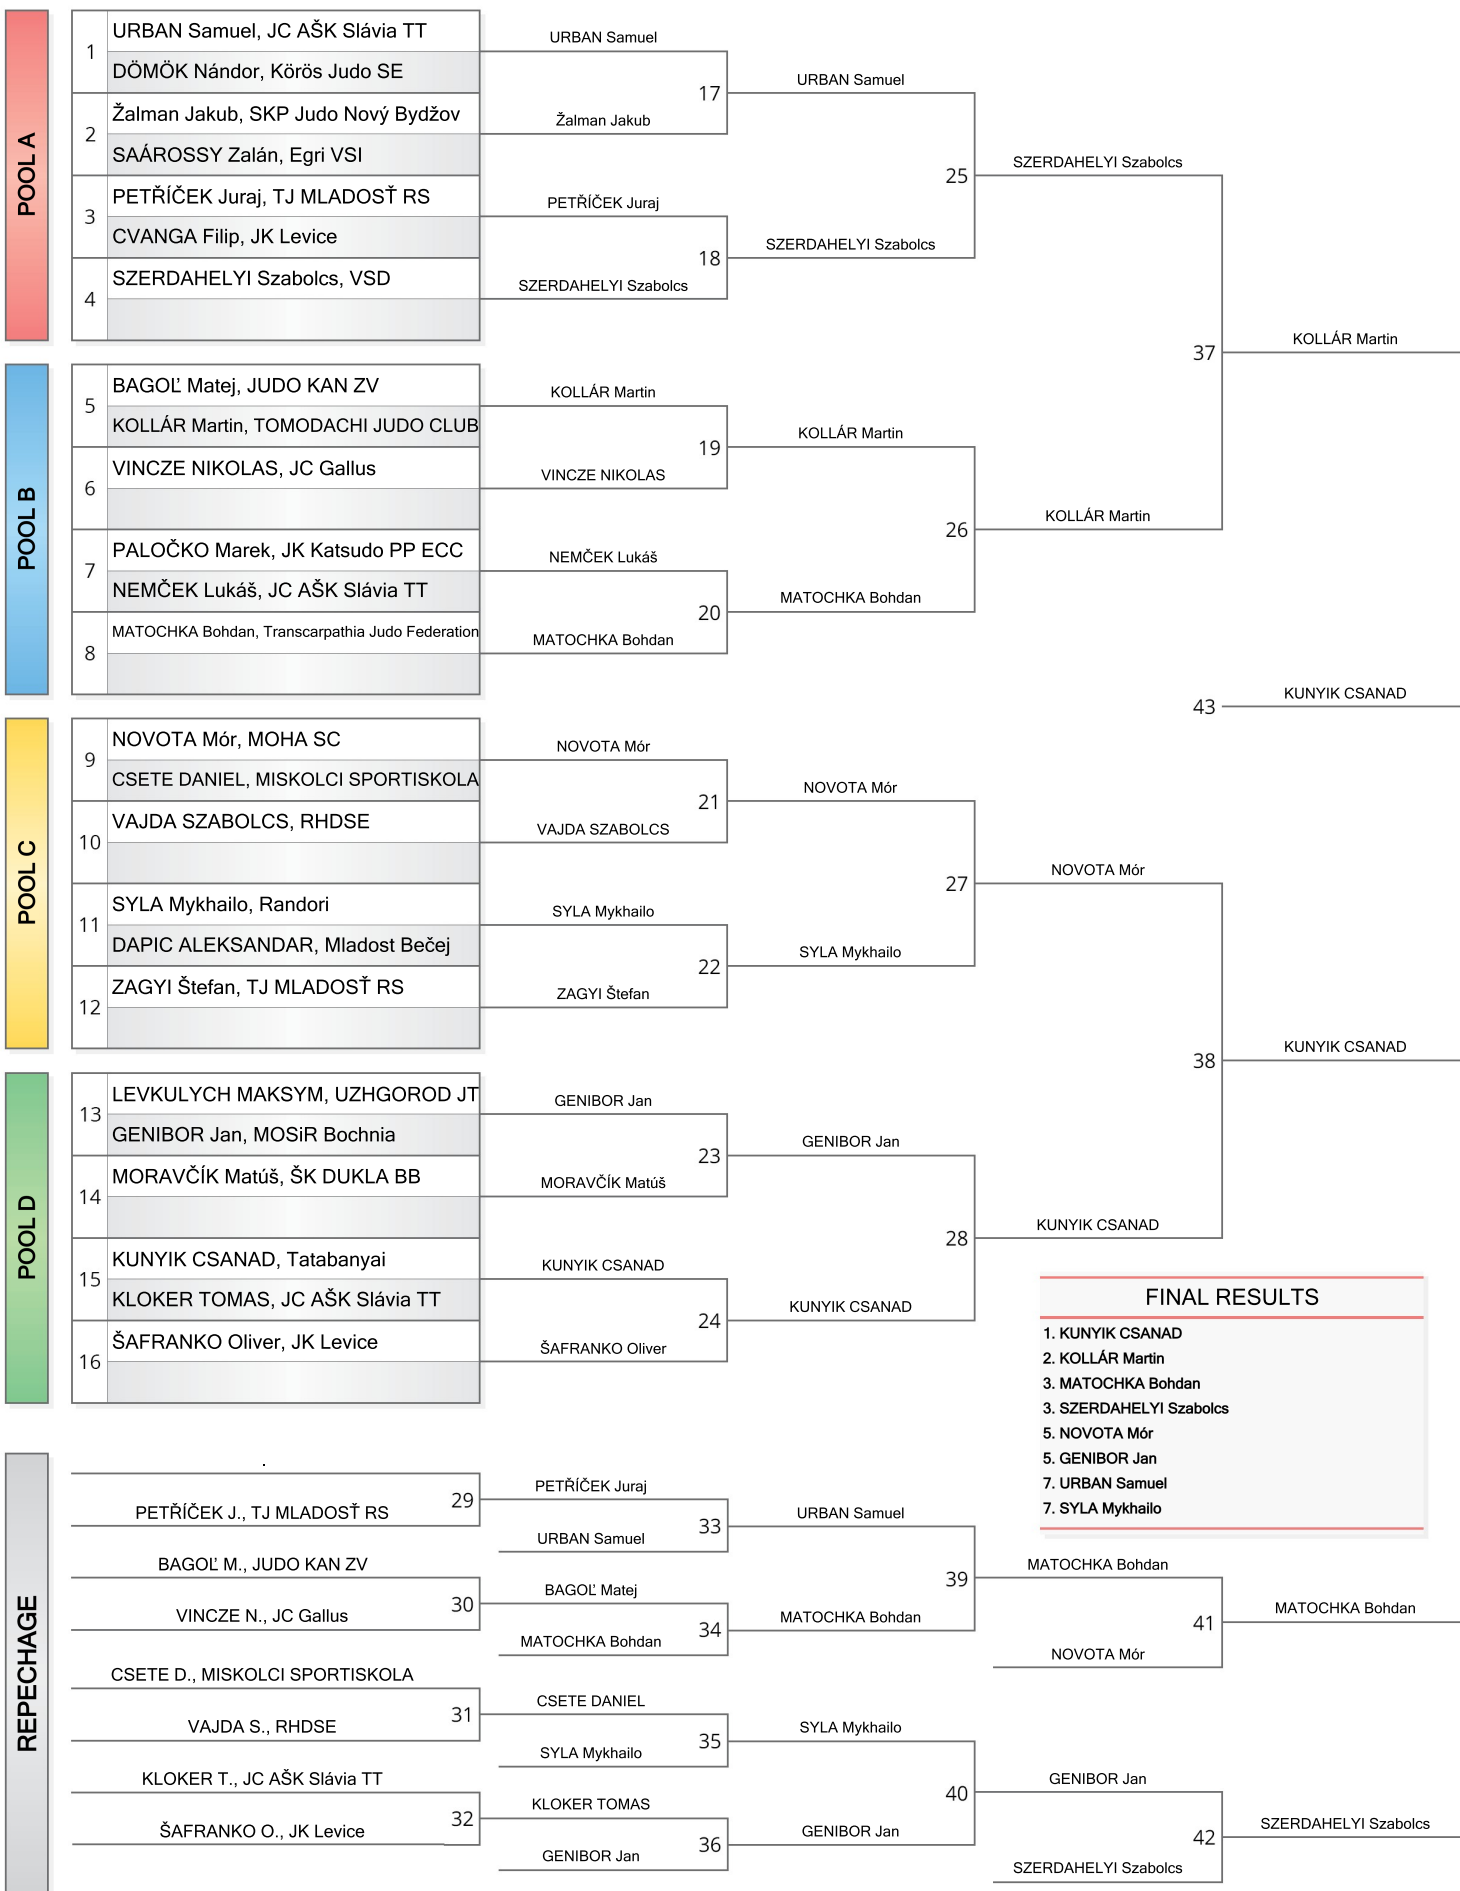 POOL A
1
URBAN Samuel, JC AŠK Slávia TT
DÖMÖK Nándor, Körös Judo SE
2
Žalman Jakub, SKP Judo Nový Bydžov
SAÁROSSY Zalán, Egri VSI
3
PETŘÍČEK Juraj, TJ MLADOSŤ RS
CVANGA Filip, JK Levice
4
SZERDAHELYI Szabolcs, VSD
URBAN Samuel
17
Žalman Jakub
PETŘÍČEK Juraj
18
SZERDAHELYI Szabolcs
URBAN Samuel
25
SZERDAHELYI Szabolcs
SZERDAHELYI Szabolcs
37
KOLLÁR Martin
POOL B
5
BAGOĽ Matej, JUDO KAN ZV
KOLLÁR Martin, TOMODACHI JUDO CLUB
6
VINCZE NIKOLAS, JC Gallus
7
PALOČKO Marek, JK Katsudo PP ECC
NEMČEK Lukáš, JC AŠK Slávia TT
8
MATOCHKA Bohdan, Transcarpathia Judo Federation
KOLLÁR Martin
19
VINCZE NIKOLAS
NEMČEK Lukáš
20
MATOCHKA Bohdan
KOLLÁR Martin
26
MATOCHKA Bohdan
KOLLÁR Martin
43
KUNYIK CSANAD
POOL C
9
NOVOTA Mór, MOHA SC
CSETE DANIEL, MISKOLCI SPORTISKOLA
10
VAJDA SZABOLCS, RHDSE
11
SYLA Mykhailo, Randori
DAPIC ALEKSANDAR, Mladost Bečej
12
ZAGYI Štefan, TJ MLADOSŤ RS
NOVOTA Mór
21
VAJDA SZABOLCS
SYLA Mykhailo
22
ZAGYI Štefan
NOVOTA Mór
27
SYLA Mykhailo
NOVOTA Mór
38
KUNYIK CSANAD
POOL D
13
LEVKULYCH MAKSYM, UZHGOROD JT
GENIBOR Jan, MOSiR Bochnia
14
MORAVČÍK Matúš, ŠK DUKLA BB
15
KUNYIK CSANAD, Tatabanyai
KLOKER TOMAS, JC AŠK Slávia TT
16
ŠAFRANKO Oliver, JK Levice
GENIBOR Jan
23
MORAVČÍK Matúš
KUNYIK CSANAD
24
ŠAFRANKO Oliver
GENIBOR Jan
28
KUNYIK CSANAD
KUNYIK CSANAD
FINAL RESULTS
1. KUNYIK CSANAD
2. KOLLÁR Martin
3. MATOCHKA Bohdan
3. SZERDAHELYI Szabolcs
5. NOVOTA Mór
5. GENIBOR Jan
7. URBAN Samuel
7. SYLA Mykhailo
REPECHAGE
.
29
PETŘÍČEK J., TJ MLADOSŤ RS
BAGOĽ M., JUDO KAN ZV
30
VINCZE N., JC Gallus
CSETE D., MISKOLCI SPORTISKOLA
31
VAJDA S., RHDSE
KLOKER T., JC AŠK Slávia TT
32
ŠAFRANKO O., JK Levice
PETŘÍČEK Juraj
33
URBAN Samuel
BAGOĽ Matej
34
MATOCHKA Bohdan
CSETE DANIEL
35
SYLA Mykhailo
KLOKER TOMAS
36
GENIBOR Jan
URBAN Samuel
39
MATOCHKA Bohdan
SYLA Mykhailo
40
GENIBOR Jan
MATOCHKA Bohdan
41
NOVOTA Mór
GENIBOR Jan
42
SZERDAHELYI Szabolcs
MATOCHKA Bohdan
SZERDAHELYI Szabolcs